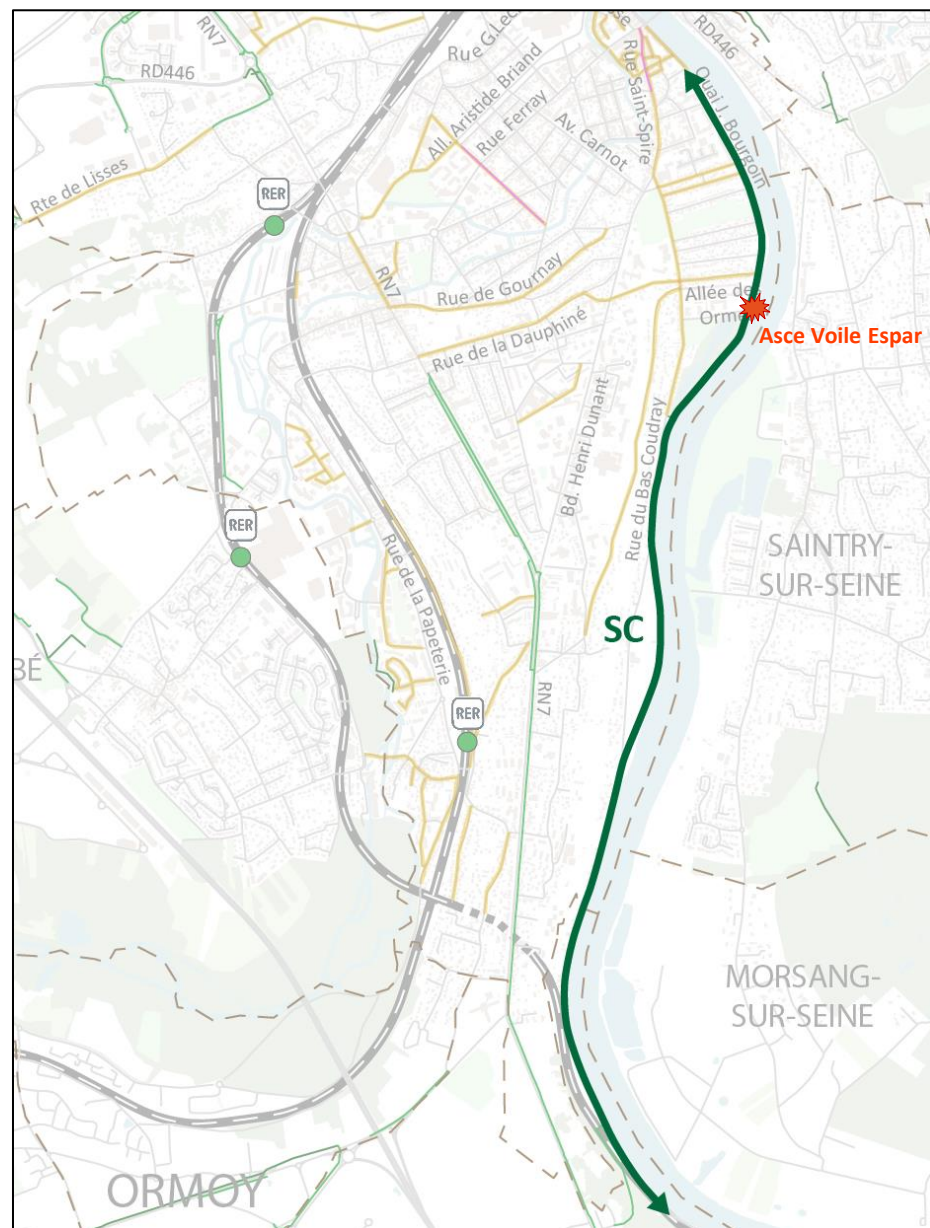 RN7
RD446
Rue G.Lec
RD446
All. Aristide Briand
Rue Ferray
Rue Saint-Spire
Quai J. Bourgoin
Av. Carnot
Rte de Lisses
RER
RN7
Rue de Gournay
Allée des
Ormes
Asce Voile Espar
Rue de la Dauphiné
Bd. Henri Dunant
Rue du Bas Coudray
RER
SAINTRY-
SUR-SEINE
Rue de la Papeterie
SC
BÉ
RN7
RER
MORSANG-
SUR-SEINE
ORMOY